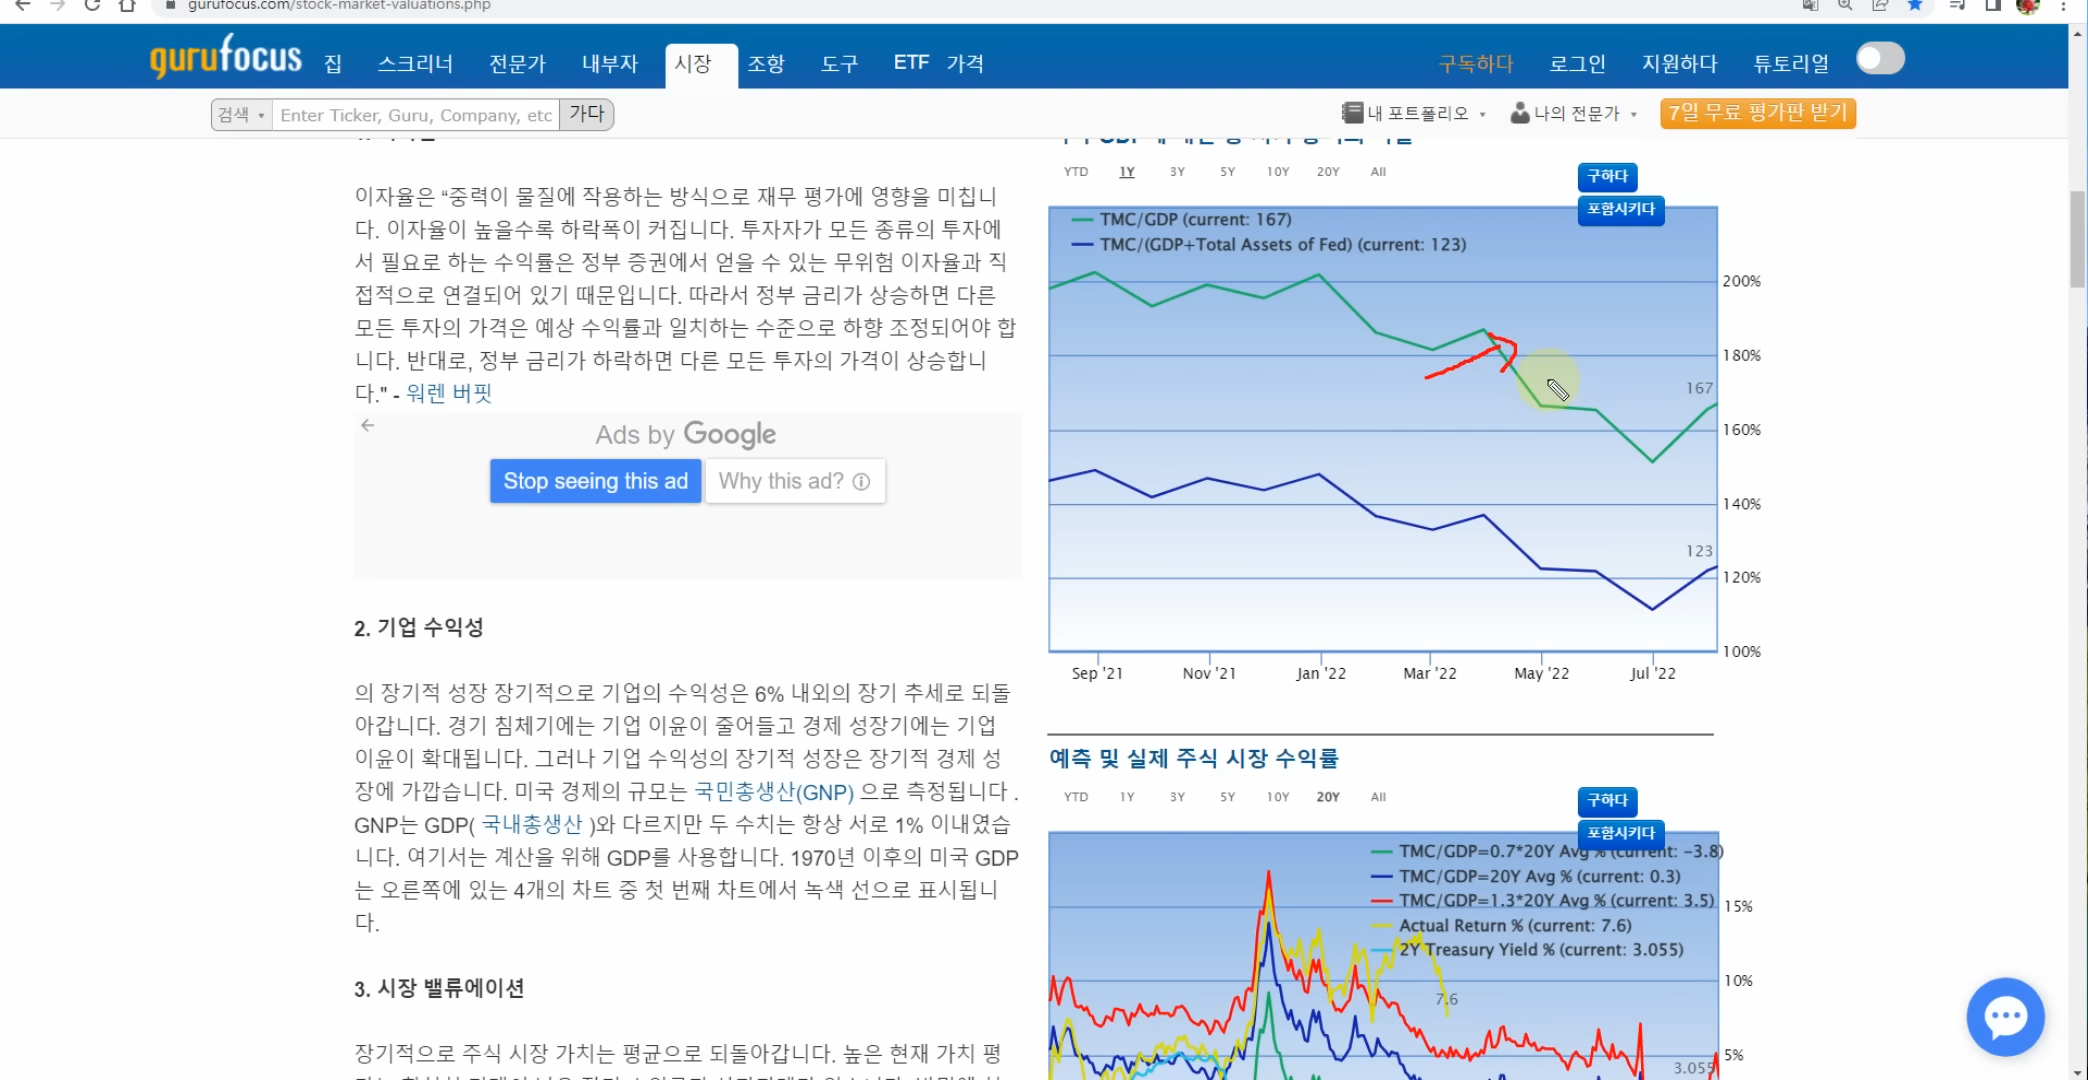 gurufocus.com/stock-market-valuations.php
gurufocus
집 스크리너 전문가 내부자 시장 조항 도구 ETF 가격
구독하다 로그인 지원하다 튜토리얼
검색 Enter Ticker, Guru, Company, etc 가다
내 포트폴리오 나의 전문가 7일 무료 평가판 받기
이자율은 “중력이 물질에 작용하는 방식으로 재무 평가에 영향을 미칩니
다. 이자율이 높을수록 하락폭이 커집니다. 투자자가 모든 종류의 투자에
서 필요로 하는 수익률은 정부 증권에서 얻을 수 있는 무위험 이자율과 직
접적으로 연결되어 있기 때문입니다. 따라서 정부 금리가 상승하면 다른
모든 투자의 가격은 예상 수익률과 일치하는 수준으로 하향 조정되어야 합
니다. 반대로, 정부 금리가 하락하면 다른 모든 투자의 가격이 상승합니
다." - 워렌 버핏
Ads by Google
Stop seeing this ad Why this ad?
2. 기업 수익성
의 장기적 성장 장기적으로 기업의 수익성은 6% 내외의 장기 추세로 되돌
아갑니다. 경기 침체기에는 기업 이윤이 줄어들고 경제 성장기에는 기업
이윤이 확대됩니다. 그러나 기업 수익성의 장기적 성장은 장기적 경제 성
장에 가깝습니다. 미국 경제의 규모는 국민총생산(GNP) 으로 측정됩니다 .
GNP는 GDP( 국내총생산 )와 다르지만 두 수치는 항상 서로 1% 이내였습
니다. 여기서는 계산을 위해 GDP를 사용합니다. 1970년 이후의 미국 GDP
는 오른쪽에 있는 4개의 차트 중 첫 번째 차트에서 녹색 선으로 표시됩니
다.
3. 시장 밸류에이션
장기적으로 주식 시장 가치는 평균으로 되돌아갑니다. 높은 현재 가치 평
YTD 1Y 3Y 5Y 10Y 20Y All
구하다
포함시키다
TMC/GDP (current: 167)
TMC/(GDP+Total Assets of Fed) (current: 123)
200%
180%
167
160%
140%
123
120%
100%
Sep '21 Nov '21 Jan '22 Mar '22 May '22 Jul '22
예측 및 실제 주식 시장 수익률
YTD 1Y 3Y 5Y 10Y 20Y All
구하다
포함시키다
TMC/GDP=0.7*20Y Avg % (current: -3.8)
TMC/GDP=20Y Avg % (current: 0.3)
TMC/GDP=1.3*20Y Avg % (current: 3.5)
Actual Return % (current: 7.6)
2Y Treasury Yield % (current: 3.055)
15%
10%
7.6
5%
3.055